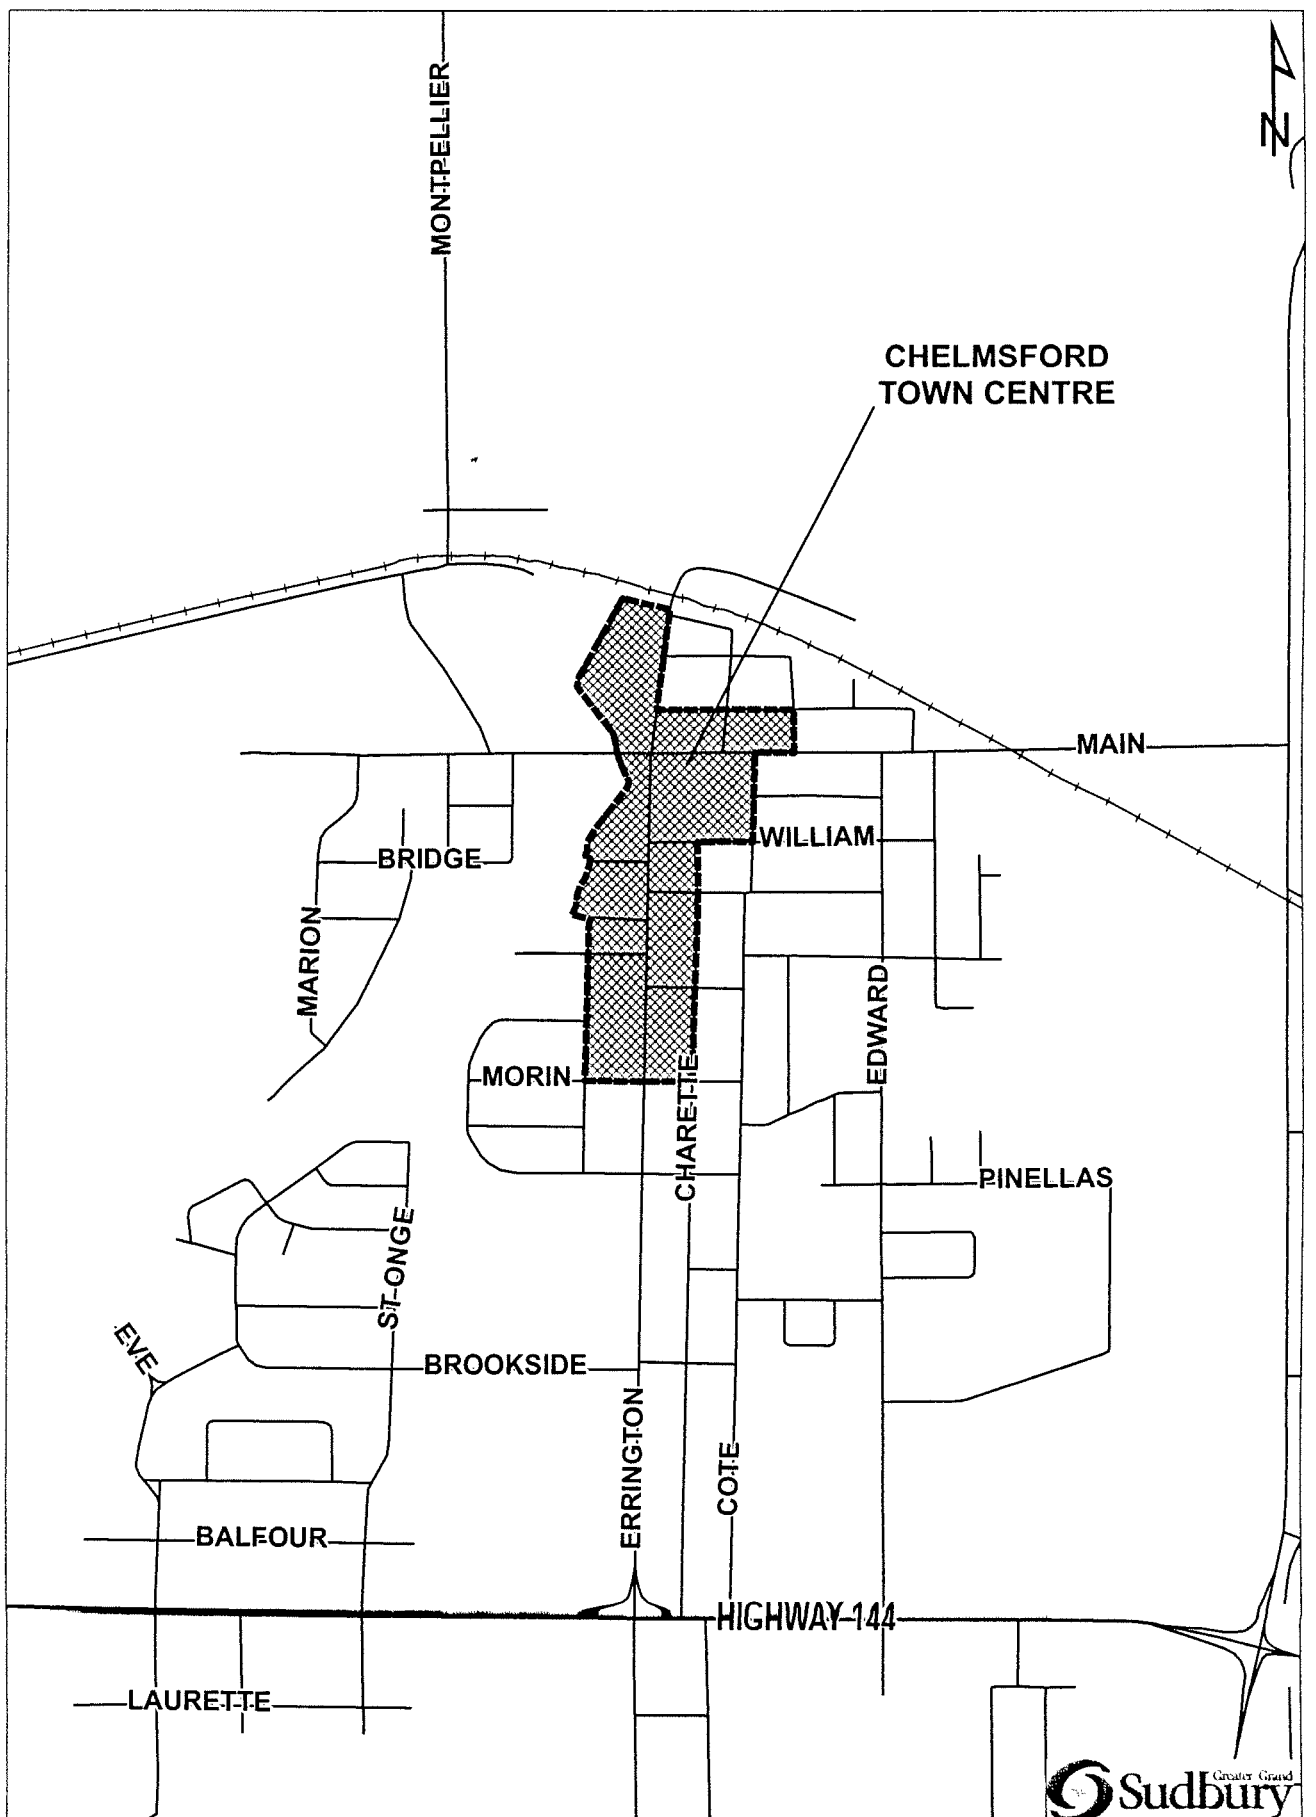 MONTPELLIER
N
CHELMSFORD
TOWN CENTRE
MAIN
WILLIAM
BRIDGE
MARION
EDWARD
MORIN
CHARETTE
PINELLAS
ST-ONGE
EVE
BROOKSIDE
ERRINGTON
COTE
BALFOUR
HIGHWAY 144
LAURETTE
Greater Grand
Sudbury